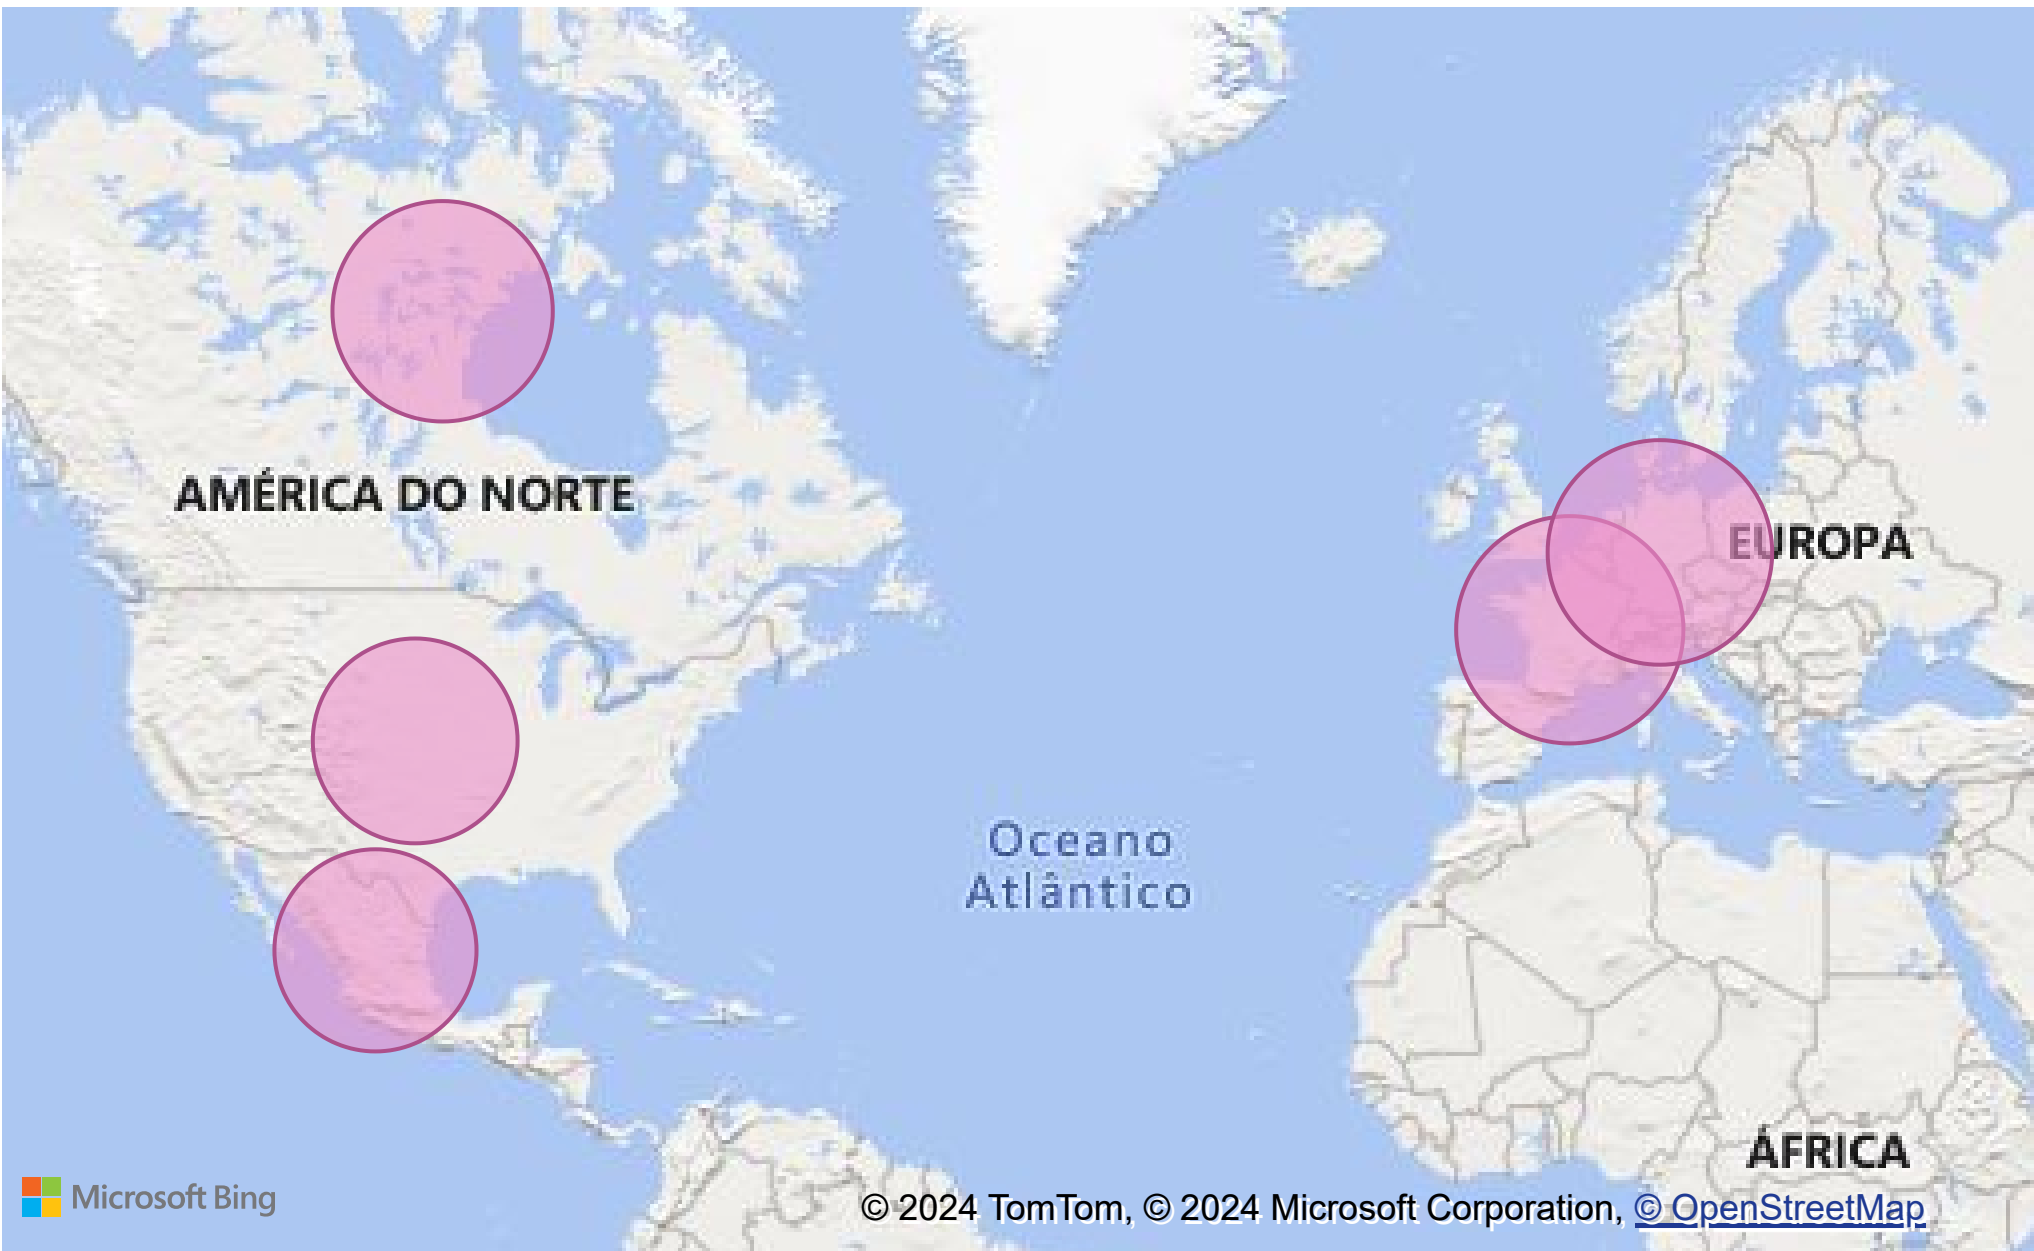 AMÉRICA DO NORTE
EUROPA
Oceano
Atlântico
ÁFRICA
Microsoft Bing
© 2024 TomTom, © 2024 Microsoft Corporation, © OpenStreetMap